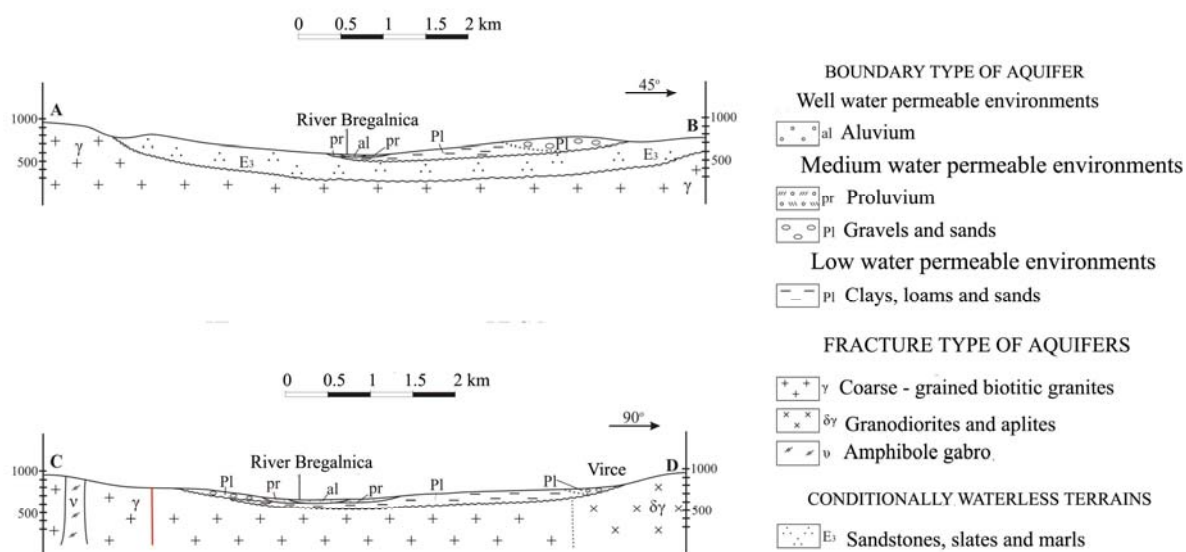 0 0.5 1 1.5 2 km
45°
A
B
1000
500
1000
500
River Bregalnica
γ
E3
pr
al
pr
Pl
Pl
E3
γ
0 0.5 1 1.5 2 km
90°
C
D
1000
500
1000
500
River Bregalnica
Virce
ν
γ
Pl
pr
al
pr
Pl
Pl
δγ
BOUNDARY TYPE OF AQUIFER
Well water permeable environments
al Aluvium
Medium water permeable environments
pr Proluvium
Pl Gravels and sands
Low water permeable environments
Pl Clays, loams and sands
FRACTURE TYPE OF AQUIFERS
γ Coarse - grained biotitic granites
δγ Granodiorites and aplites
υ Amphibole gabro
CONDITIONALLY WATERLESS TERRAINS
E3 Sandstones, slates and marls